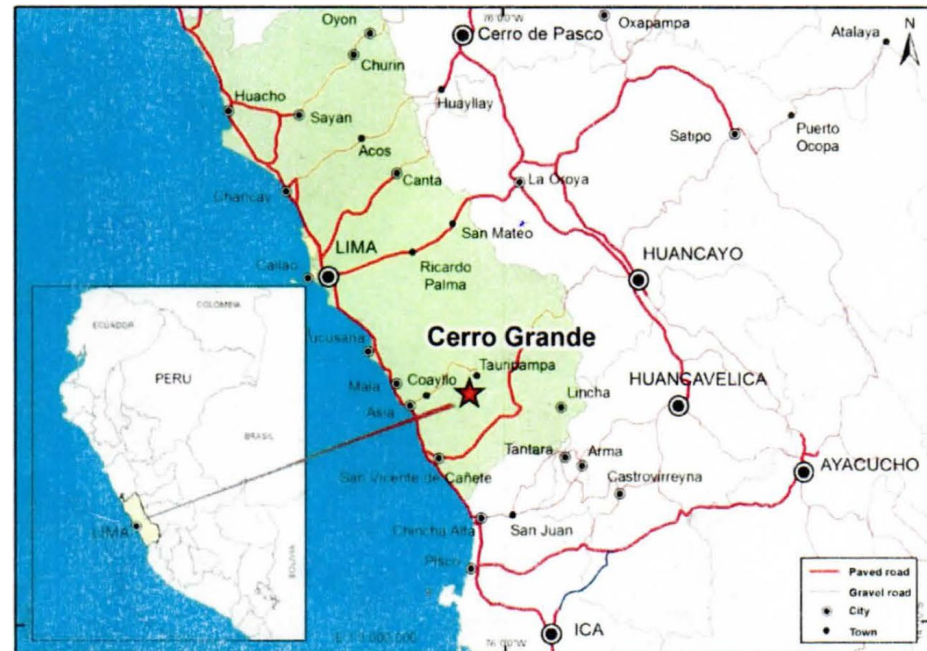 76°00'W
N
Oyon
Oxapampa
Cerro de Pasco
Atalaya
Churin
Huacho
Huayllay
Sayan
Satipo
Puerto
Ocopa
Acos
Canta
La Oroya
Chancay
San Mateo
LIMA
HUANCAYO
Callao
Ricardo
Palma
COLOMBIA
ECUADOR
Cerro Grande
Pucusana
PERU
Tauripampa
HUANCAVELICA
Mala
Coayllo
Lincha
Asia
BRASIL
Tantara
Arma
AYACUCHO
San Vicente de Cañete
Castrovirreyna
Chincha Alta
San Juan
LIMA
Pisco
BOLIVIA
Paved road
Gravel road
City
Town
ICA
76°00'W